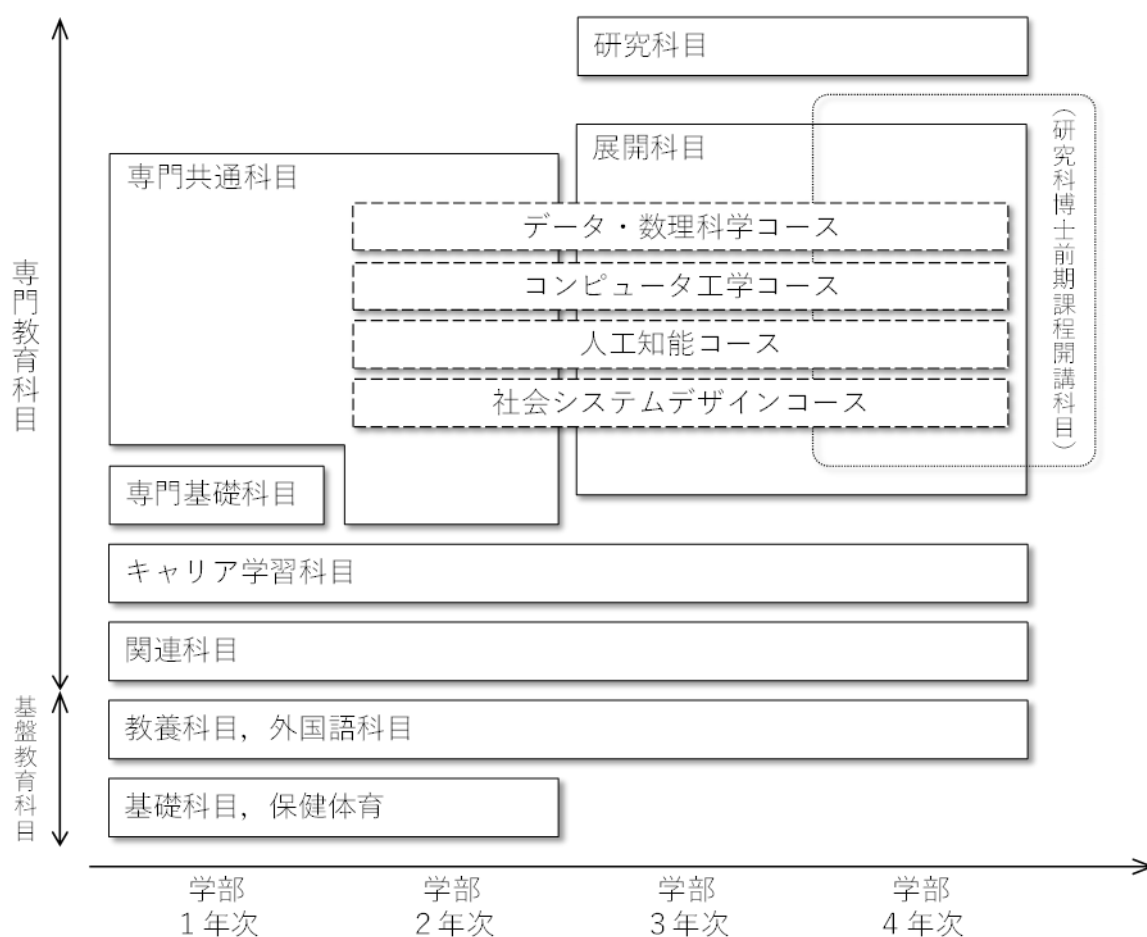 研究科目
展開科目
(研究科博士前期課程開講科目)
専門共通科目
データ・数理科学コース
コンピュータ工学コース
人工知能コース
社会システムデザインコース
専門教育科目
専門基礎科目
キャリア学習科目
関連科目
教養科目，外国語科目
基盤教育科目
基礎科目，保健体育
学部
1年次
学部
2年次
学部
3年次
学部
4年次